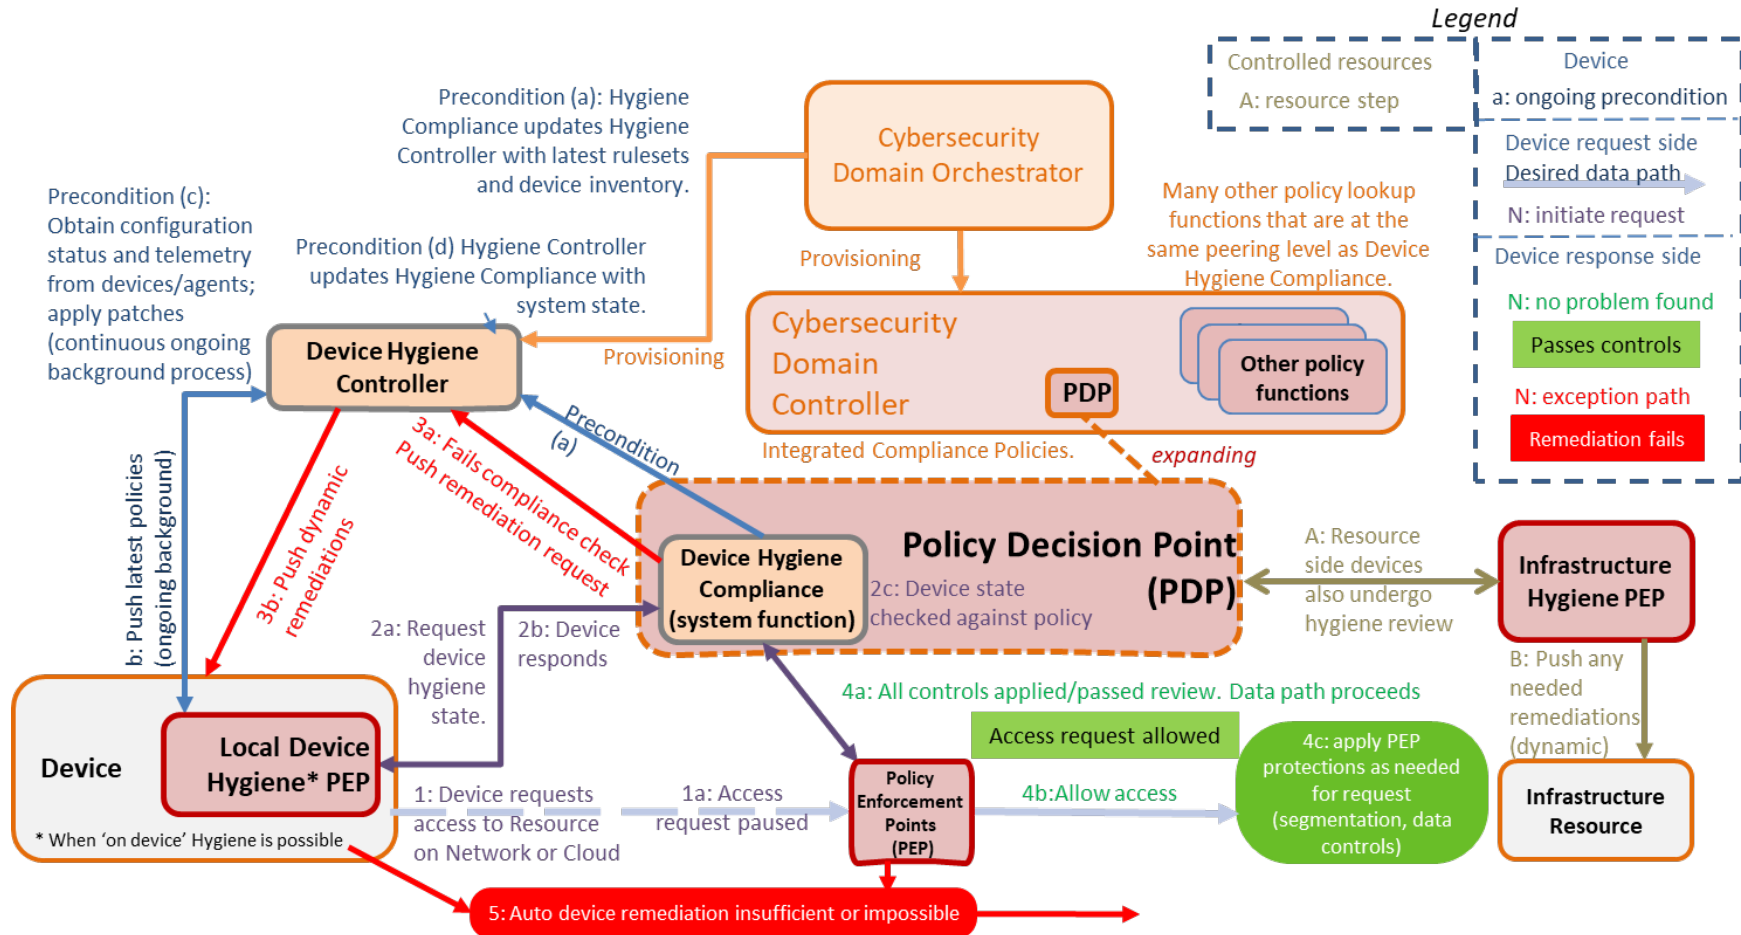 Legend
Controlled resources
A: resource step
Device
a: ongoing precondition
Device request side
Desired data path
N: initiate request
Device response side
N: no problem found
Passes controls
N: exception path
Remediation fails
Precondition (a): Hygiene
Compliance updates Hygiene
Controller with latest rulesets
and device inventory.
Cybersecurity
Domain Orchestrator
Precondition (c):
Obtain configuration
status and telemetry
from devices/agents;
apply patches
(continuous ongoing
background process)
Precondition (d) Hygiene Controller
updates Hygiene Compliance with
system state.
Provisioning
Many other policy lookup
functions that are at the
same peering level as Device
Hygiene Compliance.
Device Hygiene
Controller
Provisioning
Cybersecurity
Domain
Controller
PDP
Other policy
functions
Integrated Compliance Policies.
expanding
Precondition
(a)
3a: Fails compliance check
Push remediation request
3b: Push dynamic
remediations
b: Push latest policies
(ongoing background)
Policy Decision Point
(PDP)
Device Hygiene
Compliance
(system function)
2c: Device state
checked against policy
A: Resource
side devices
also undergo
hygiene review
Infrastructure
Hygiene PEP
2a: Request
device
hygiene
state.
2b: Device
responds
B: Push any
needed
remediations
(dynamic)
4a: All controls applied/passed review. Data path proceeds
Access request allowed
Device
Local Device
Hygiene* PEP
* When ‘on device’ Hygiene is possible
1: Device requests
access to Resource
on Network or Cloud
1a: Access
request paused
Policy
Enforcement
Points
(PEP)
4b:Allow access
4c: apply PEP
protections as needed
for request
(segmentation, data
controls)
Infrastructure
Resource
5: Auto device remediation insufficient or impossible